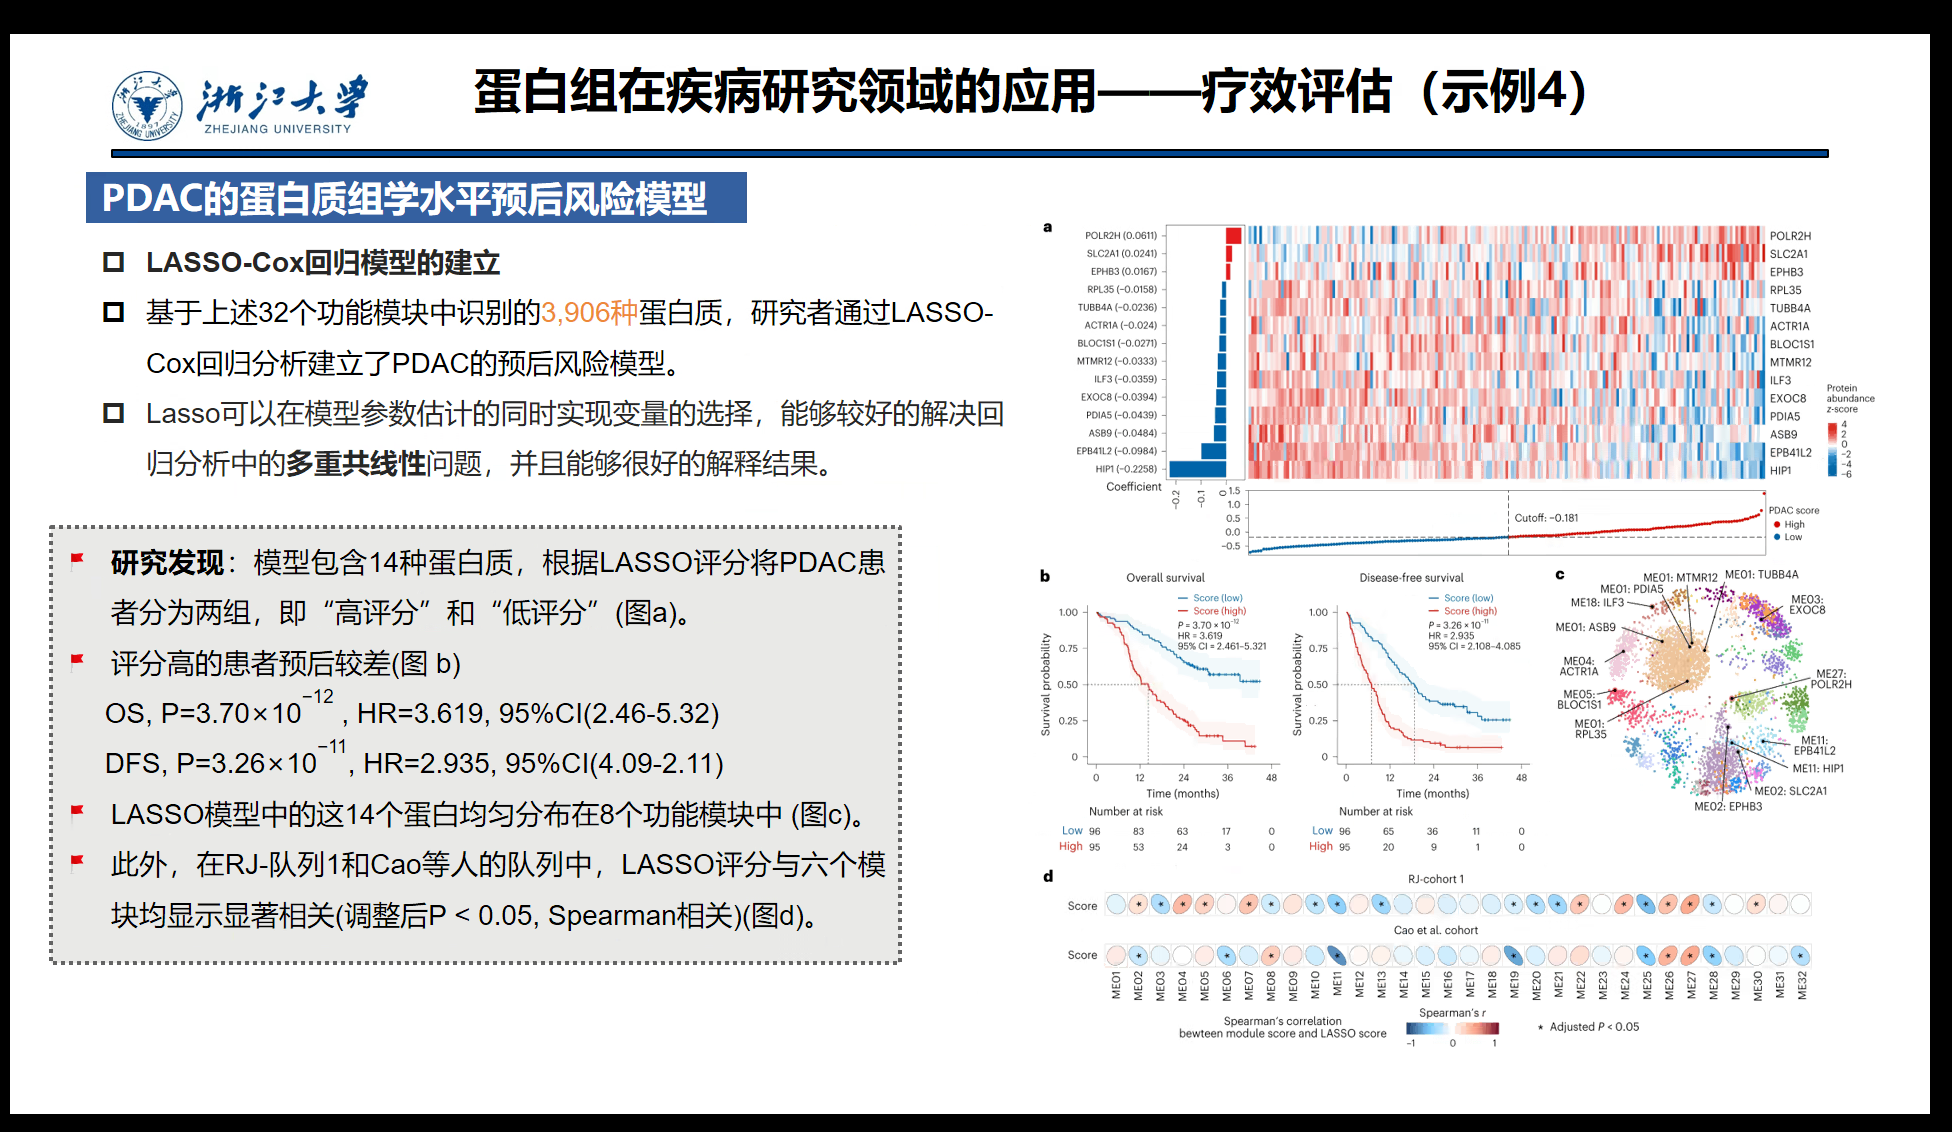 浙江大学
ZHEJIANG UNIVERSITY
蛋白组在疾病研究领域的应用——疗效评估（示例4）
PDAC的蛋白质组学水平预后风险模型
LASSO-Cox回归模型的建立
基于上述32个功能模块中识别的3,906种蛋白质，研究者通过LASSO-
Cox回归分析建立了PDAC的预后风险模型。
Lasso可以在模型参数估计的同时实现变量的选择，能够较好的解决回
归分析中的多重共线性问题，并且能够很好的解释结果。
研究发现：模型包含14种蛋白质，根据LASSO评分将PDAC患
者分为两组，即“高评分”和“低评分”(图a)。
评分高的患者预后较差(图 b)
OS, P=3.70×10−12 , HR=3.619, 95%CI(2.46-5.32)
DFS, P=3.26×10−11, HR=2.935, 95%CI(4.09-2.11)
LASSO模型中的这14个蛋白均匀分布在8个功能模块中 (图c)。
此外，在RJ-队列1和Cao等人的队列中，LASSO评分与六个模
块均显示显著相关(调整后P < 0.05, Spearman相关)(图d)。
a
POLR2H (0.0611)
SLC2A1 (0.0241)
EPHB3 (0.0167)
RPL35 (−0.0158)
TUBB4A (−0.0236)
ACTR1A (−0.024)
BLOC1S1 (−0.0271)
MTMR12 (−0.0333)
ILF3 (−0.0359)
EXOC8 (−0.0394)
PDIA5 (−0.0439)
ASB9 (−0.0484)
EPB41L2 (−0.0984)
HIP1 (−0.2258)
Coefficient
−0.2
−0.1
0
POLR2H
SLC2A1
EPHB3
RPL35
TUBB4A
ACTR1A
BLOC1S1
MTMR12
ILF3
EXOC8
PDIA5
ASB9
EPB41L2
HIP1
Protein
abundance
z-score
4
2
0
−2
−4
−6
1.5
1.0
0.5
0.0
−0.5
Cutoff: −0.181
PDAC score
High
Low
b
Overall survival
Score (low)
Score (high)
P = 3.70 × 10−12
HR = 3.619
95% CI = 2.461–5.321
Survival probability
1.00
0.75
0.50
0.25
0
0 12 24 36 48
Time (months)
Number at risk
Low 96 83 63 17 0
High 95 53 24 3 0
Disease-free survival
Score (low)
Score (high)
P = 3.26 × 10−11
HR = 2.935
95% CI = 2.108–4.085
Survival probability
1.00
0.75
0.50
0.25
0
0 12 24 36 48
Time (months)
Number at risk
Low 96 65 36 11 0
High 95 20 9 1 0
c
ME01: MTMR12
ME01: TUBB4A
ME01: PDIA5
ME18: ILF3
ME03:
EXOC8
ME01: ASB9
ME04:
ACTR1A
ME27:
POLR2H
ME05:
BLOC1S1
ME01:
RPL35
ME11:
EPB41L2
ME11: HIP1
ME02: SLC2A1
ME02: EPHB3
d
RJ-cohort 1
Score
Cao et al. cohort
Score
ME01 ME02 ME03 ME04 ME05 ME06 ME07 ME08 ME09 ME10 ME11 ME12 ME13 ME14 ME15 ME16 ME17 ME18 ME19 ME20 ME21 ME22 ME23 ME24 ME25 ME26 ME27 ME28 ME29 ME30 ME31 ME32
Spearman's correlation
bewteen module score and LASSO score
Spearman's r
−1 0 1
* Adjusted P < 0.05